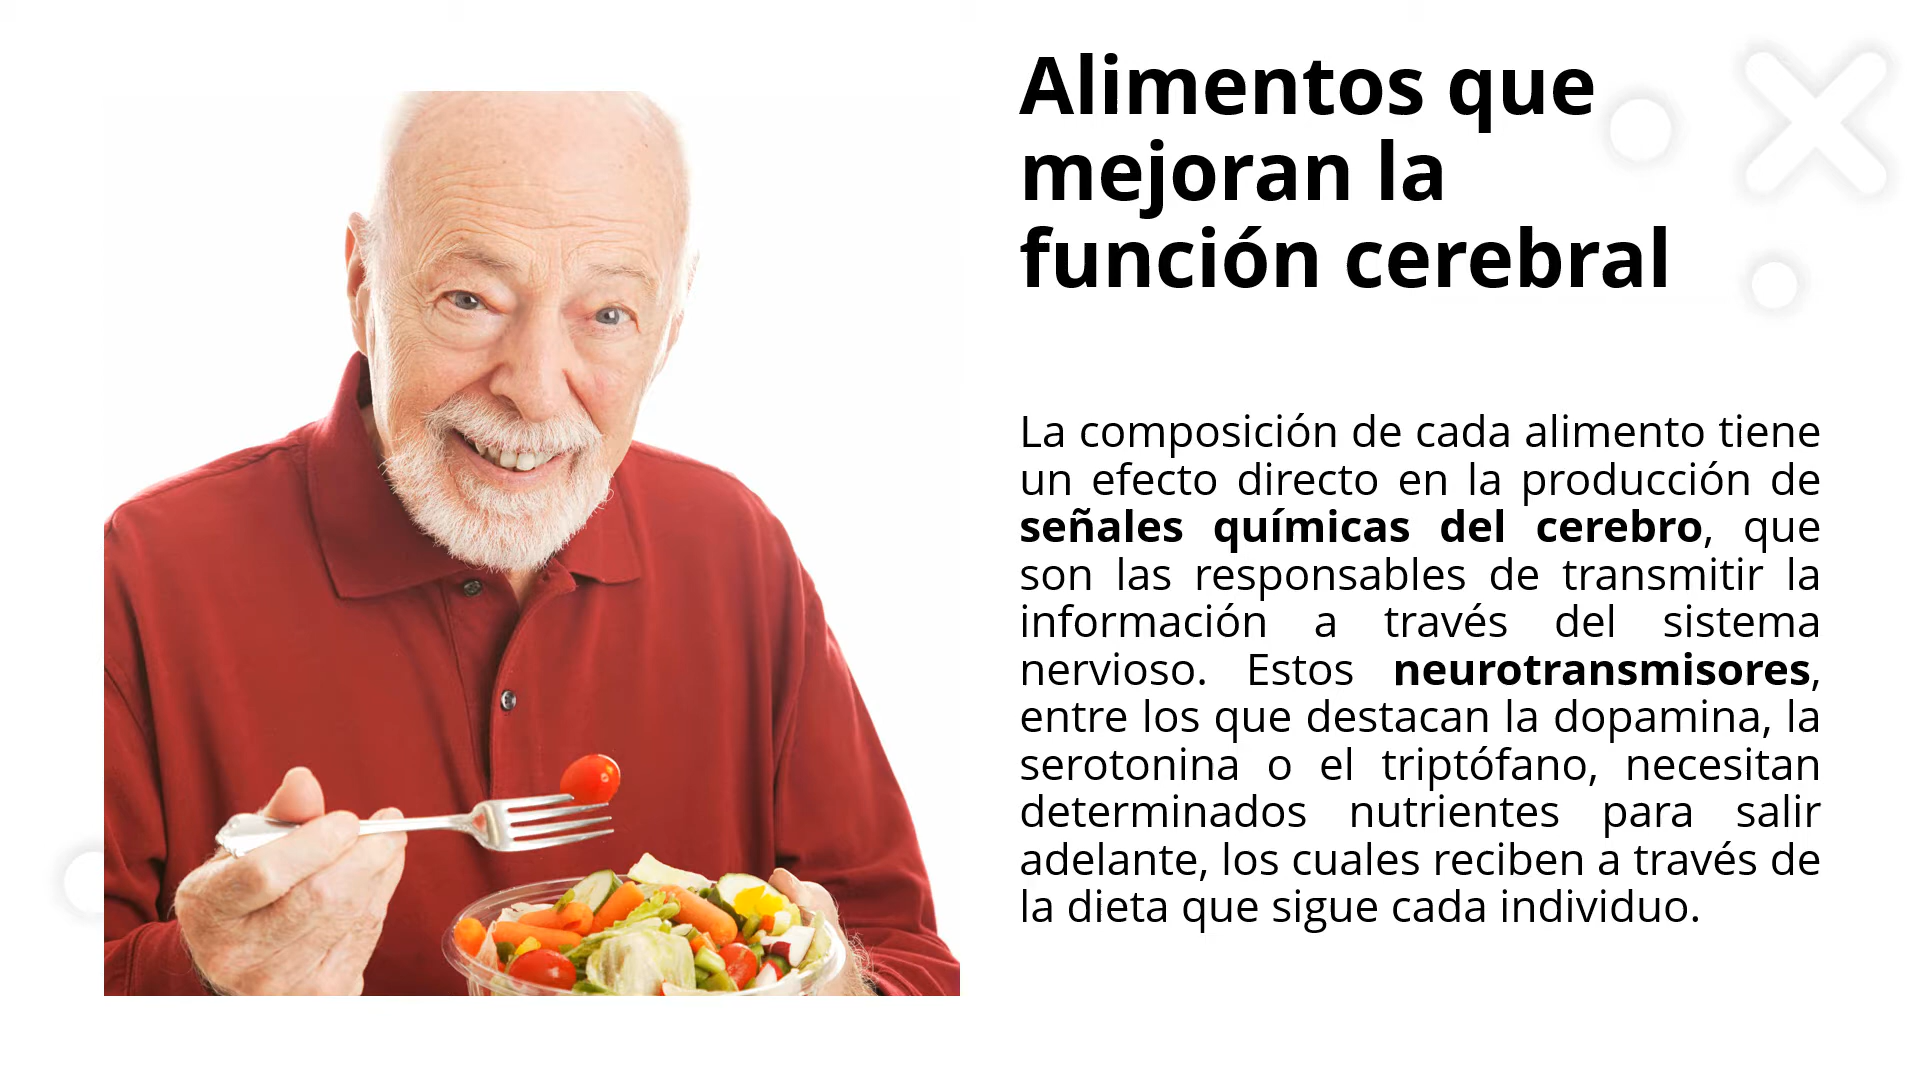 Alimentos que
mejoran la
función cerebral
La composición de cada alimento tiene
un efecto directo en la producción de
señales químicas del cerebro, que
son las responsables de transmitir la
información a través del sistema
nervioso. Estos neurotransmisores,
entre los que destacan la dopamina, la
serotonina o el triptófano, necesitan
determinados nutrientes para salir
adelante, los cuales reciben a través de
la dieta que sigue cada individuo.